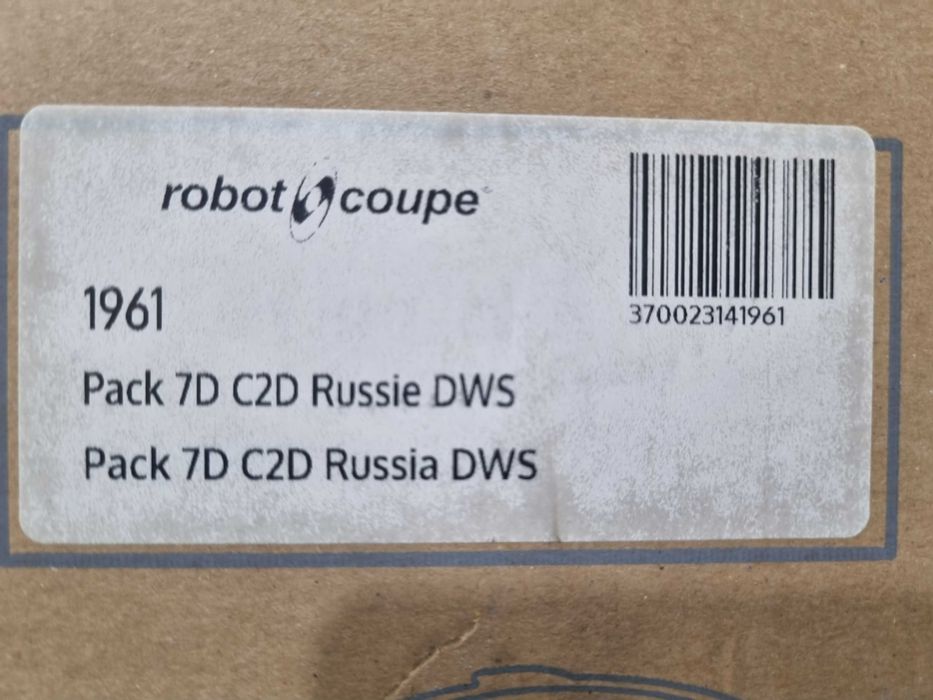 robot coupe
370023141961
1961
Pack 7D C2D Russie DWS
Pack 7D C2D Russia DWS